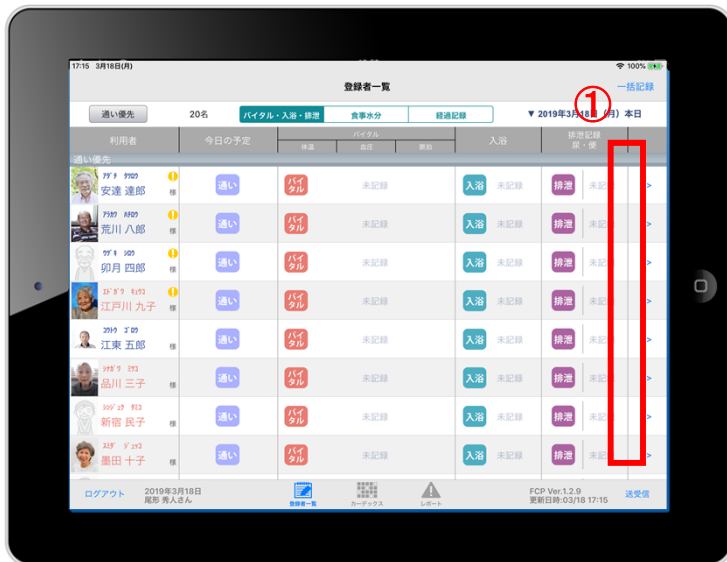 17:15 3月18日(月) 100%
登録者一覧 一括記録
①
通い優先 20名 バイタル・入浴・排泄 食事水分 経過記録 ▼ 2019年3月18日(月) 本日
利用者 今日の予定 バイタル 入浴 排泄記録
体温 血圧 脈拍 尿・便
通い優先
ｱﾀﾞﾁ ﾀﾂﾛｳ
安達 達郎 様 通い バイタル 未記録 入浴 未記録 排泄 未記 >
ｱﾗｶﾜ ﾊﾁﾛｳ
荒川 八郎 様 通い バイタル 未記録 入浴 未記録 排泄 未記 >
ｳﾂﾞｷ ｼﾛｳ
卯月 四郎 様 通い バイタル 未記録 入浴 未記録 排泄 未記 >
ｴﾄﾞｶﾞﾜ ｷｭｳｺ
江戸川 九子 様 通い バイタル 未記録 入浴 未記録 排泄 未記 >
ｺｳﾄｳ ｺﾞﾛｳ
江東 五郎 様 通い バイタル 未記録 入浴 未記録 排泄 未記 >
ｼﾅｶﾞﾜ ﾐﾂｺ
品川 三子 様 通い バイタル 未記録 入浴 未記録 排泄 未記 >
ｼﾝｼﾞｭｸ ﾀﾐｺ
新宿 民子 様 通い バイタル 未記録 入浴 未記録 排泄 未記 >
ｽﾐﾀﾞ ｼﾞｭｳｺ
墨田 十子 様 通い バイタル 未記録 入浴 未記録 排泄 未記 >
ログアウト 2019年3月18日 尾形 秀人さん 登録者一覧 カーデックス レポート FCP Ver.1.2.9 更新日時:03/18 17:15 送受信